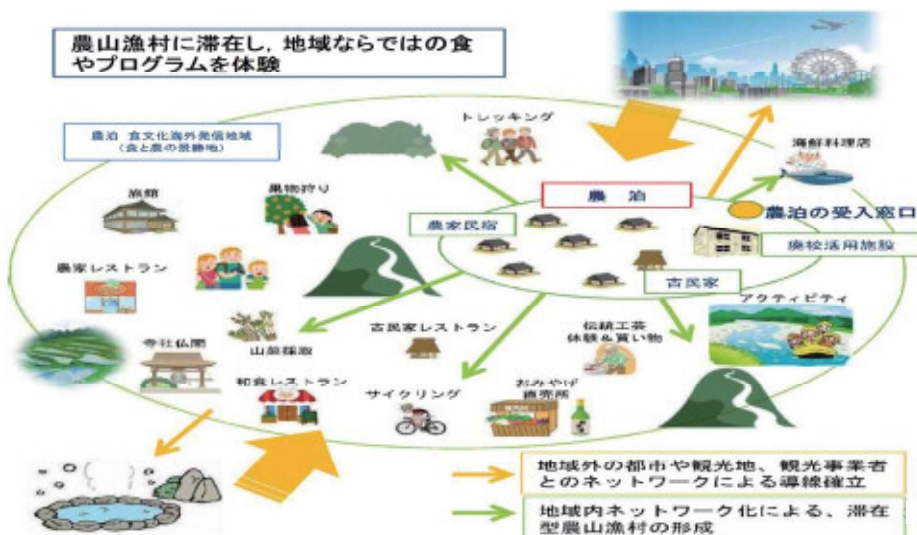 農山漁村に滞在し，地域ならではの食
やプログラムを体験
農泊 食文化海外発信地域
（食と農の景勝地）
トレッキング
海鮮料理店
旅館
果物狩り
農 泊
農泊の受入窓口
農家民宿
廃校活用施設
農家レストラン
古民家
アクティビティ
古民家レストラン
伝統工芸
体験&買い物
寺社仏閣
山菜採取
和食レストラン
サイクリング
おみやげ
直売所
地域外の都市や観光地、観光事業者
とのネットワークによる導線確立
地域内ネットワーク化による、滞在
型農山漁村の形成